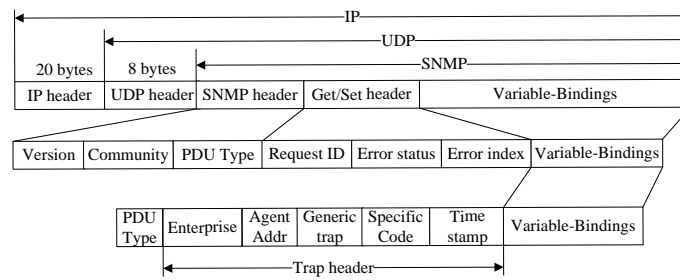 IP
UDP
20 bytes 8 bytes SNMP
IP header UDP header SNMP header Get/Set header Variable-Bindings
Version Community PDU Type Request ID Error status Error index Variable-Bindings
PDU Type Enterprise Agent Addr Generic trap Specific Code Time stamp Variable-Bindings
Trap header